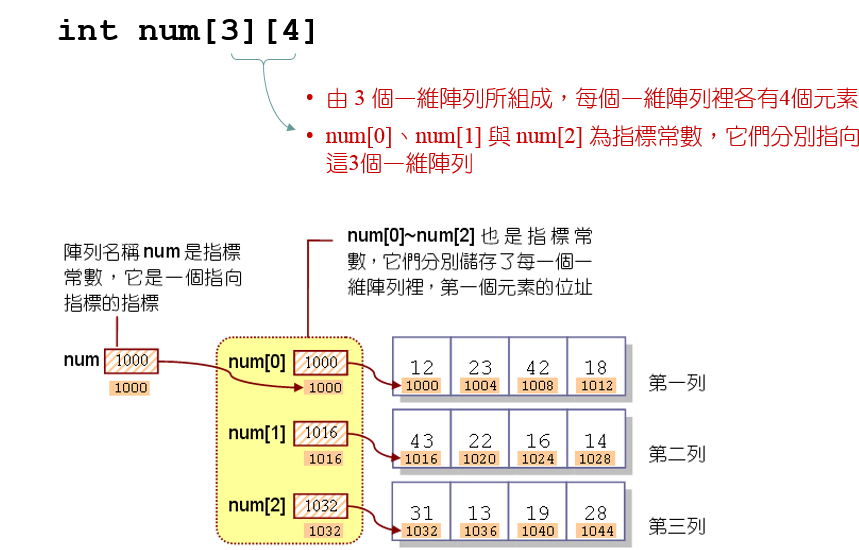 int num[3][4]
• 由 3 個一維陣列所組成，每個一維陣列裡各有4個元素
• num[0]、num[1] 與 num[2] 為指標常數，它們分別指向
這3個一維陣列
陣列名稱 num 是指標
常數，它是一個指向
指標的指標
num[0]~num[2] 也是指標常
數，它們分別儲存了每一個一
維陣列裡，第一個元素的位址
num 1000
1000
num[0] 1000
1000
12 23 42 18
1000 1004 1008 1012
第一列
num[1] 1016
1016
43 22 16 14
1016 1020 1024 1028
第二列
num[2] 1032
1032
31 13 19 28
1032 1036 1040 1044
第三列